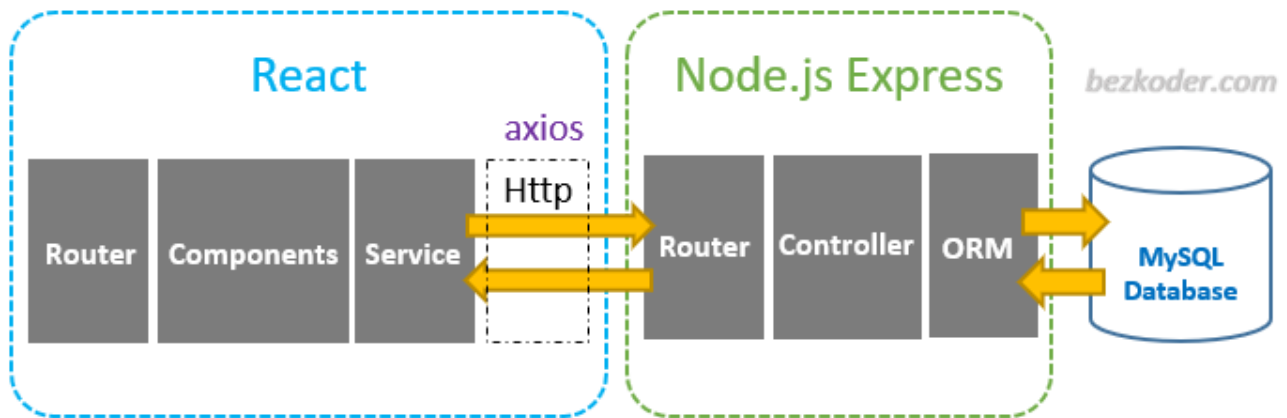 React
Node.js Express
bezkoder.com
axios
Http
Router
Components
Service
Router
Controller
ORM
MySQL
Database